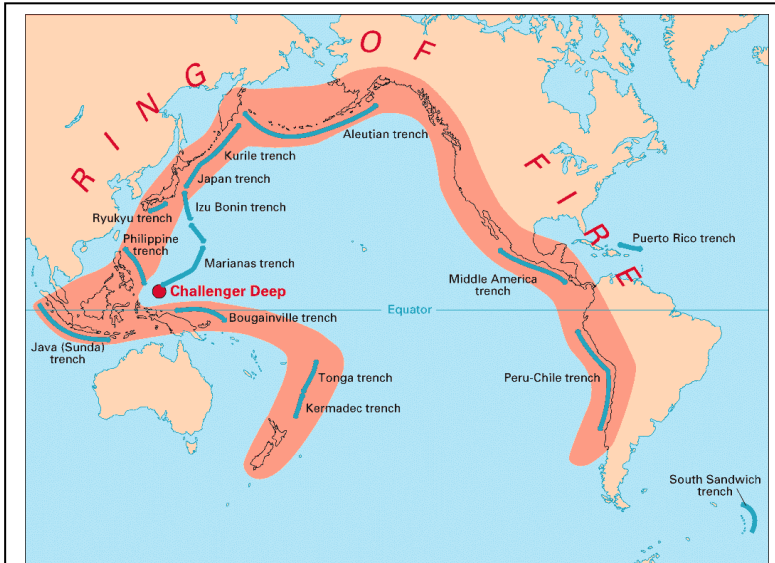 RING OF FIRE
Aleutian trench
Kurile trench
Japan trench
Izu Bonin trench
Ryukyu trench
Philippine
trench
Marianas trench
Challenger Deep
Equator
Bougainville trench
Java (Sunda)
trench
Tonga trench
Kermadec trench
Puerto Rico trench
Middle America
trench
Peru-Chile trench
South Sandwich
trench